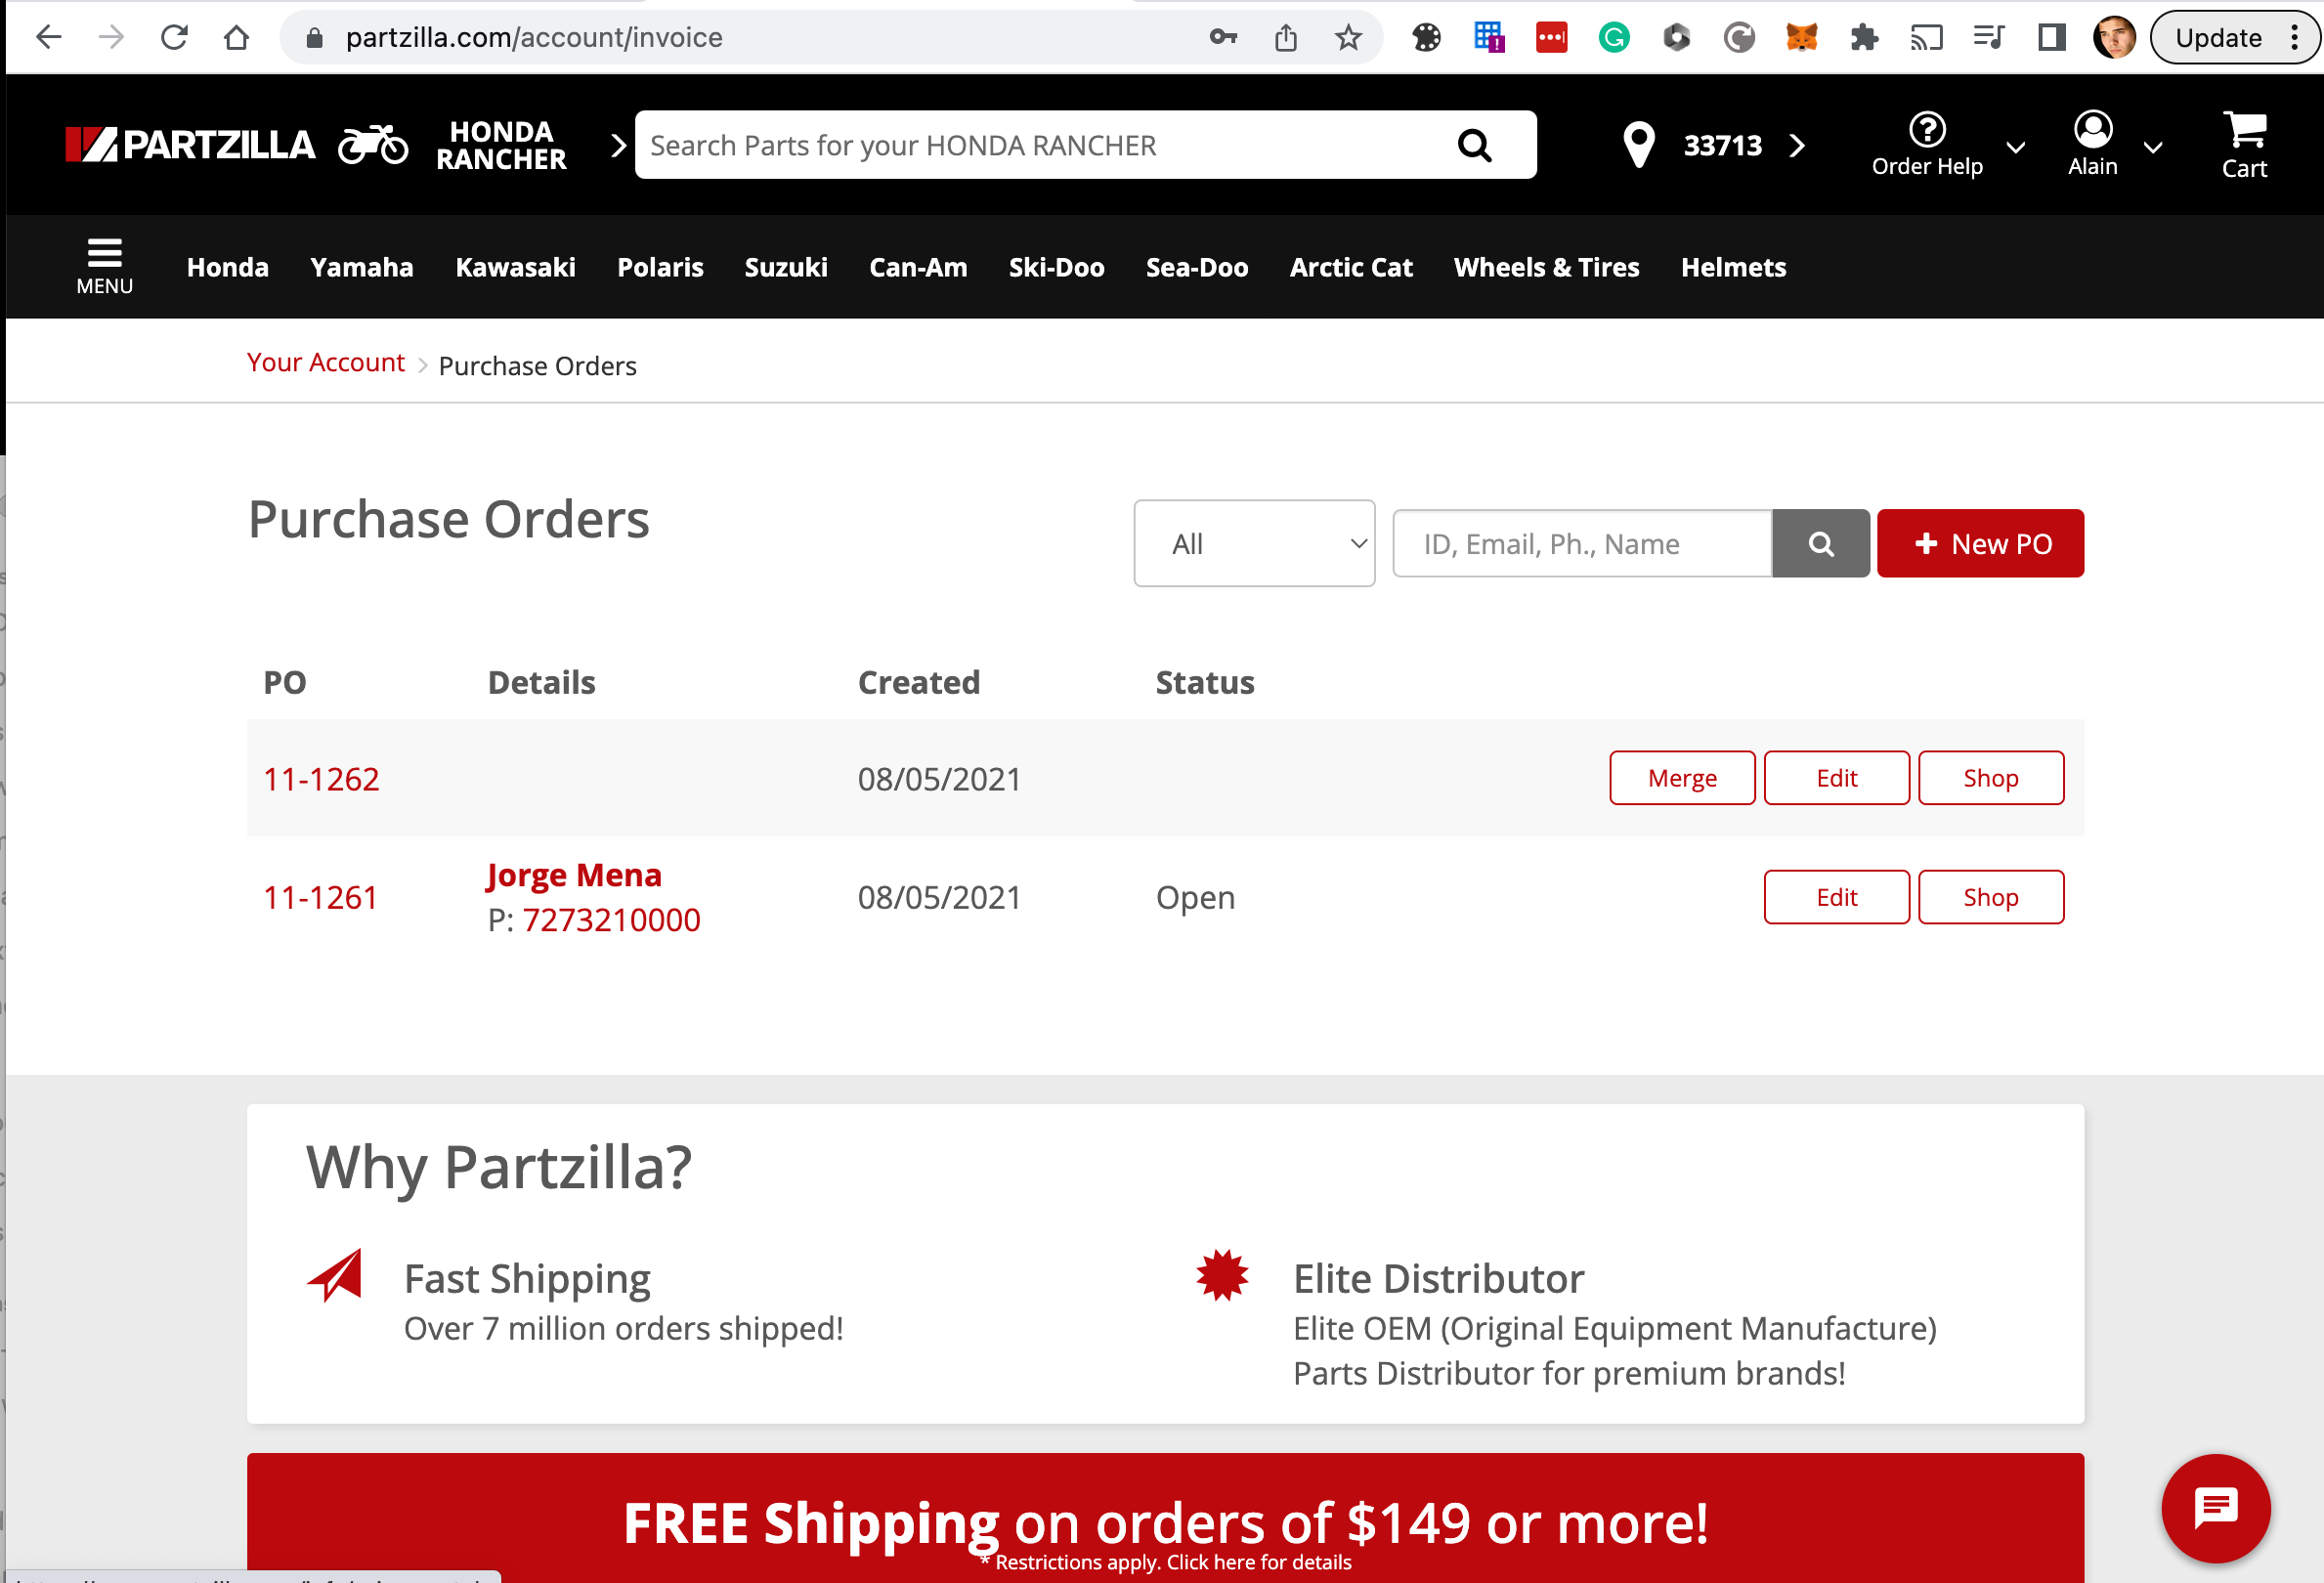 partzilla.com/account/invoice
Update
PARTZILLA
HONDA
RANCHER
Search Parts for your HONDA RANCHER
33713
Order Help
Alain
Cart
MENU
Honda Yamaha Kawasaki Polaris Suzuki Can-Am Ski-Doo Sea-Doo Arctic Cat Wheels & Tires Helmets
Your Account Purchase Orders
Purchase Orders
All
ID, Email, Ph., Name
New PO
PO Details Created Status
11-1262 08/05/2021 Merge Edit Shop
Jorge Mena
11-1261 08/05/2021 Open Edit Shop
P: 7273210000
Why Partzilla?
Fast Shipping
Over 7 million orders shipped!
Elite Distributor
Elite OEM (Original Equipment Manufacture)
Parts Distributor for premium brands!
FREE Shipping on orders of $149 or more!
* Restrictions apply. Click here for details